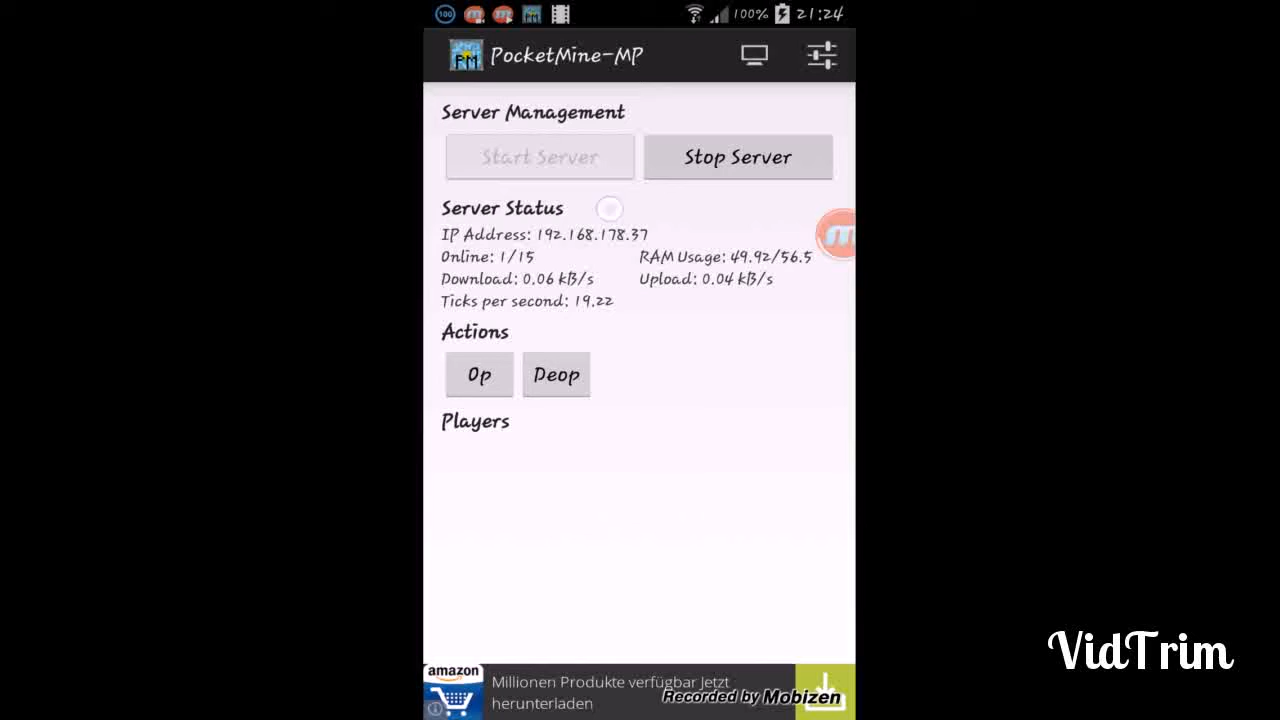 100
100% 21:24
PM PocketMine-MP
Server Management
Start Server Stop Server
Server Status
IP Address: 192.168.178.37
Online: 1/15 RAM Usage: 49.92/56.5
Download: 0.06 kB/s Upload: 0.04 kB/s
Ticks per second: 19.22
Actions
Op Deop
Players
VidTrim
amazon
Millionen Produkte verfügbar Jetzt
herunterladen
Recorded by Mobizen